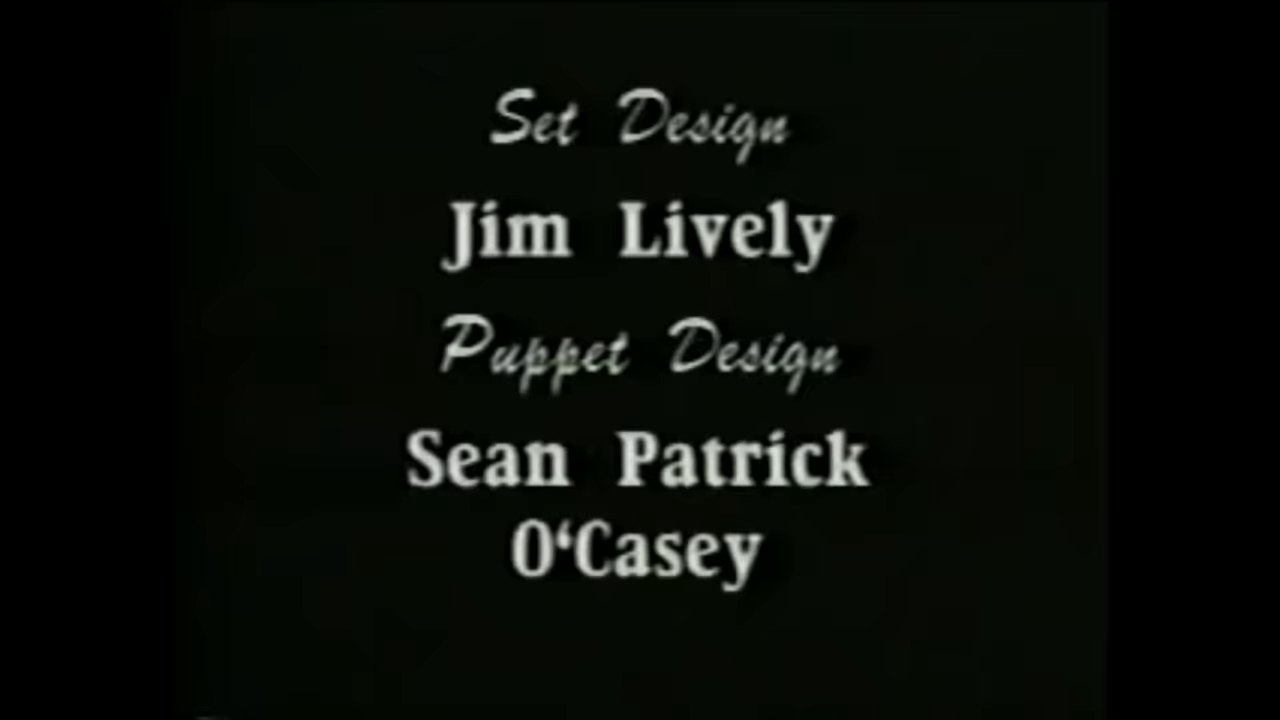 Set Design
Jim Lively
Puppet Design
Sean Patrick
O‘Casey